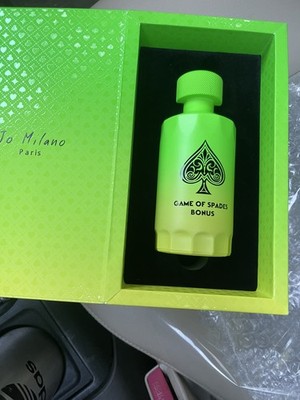 Jo Milano
Paris
GAME OF SPADES
BONUS